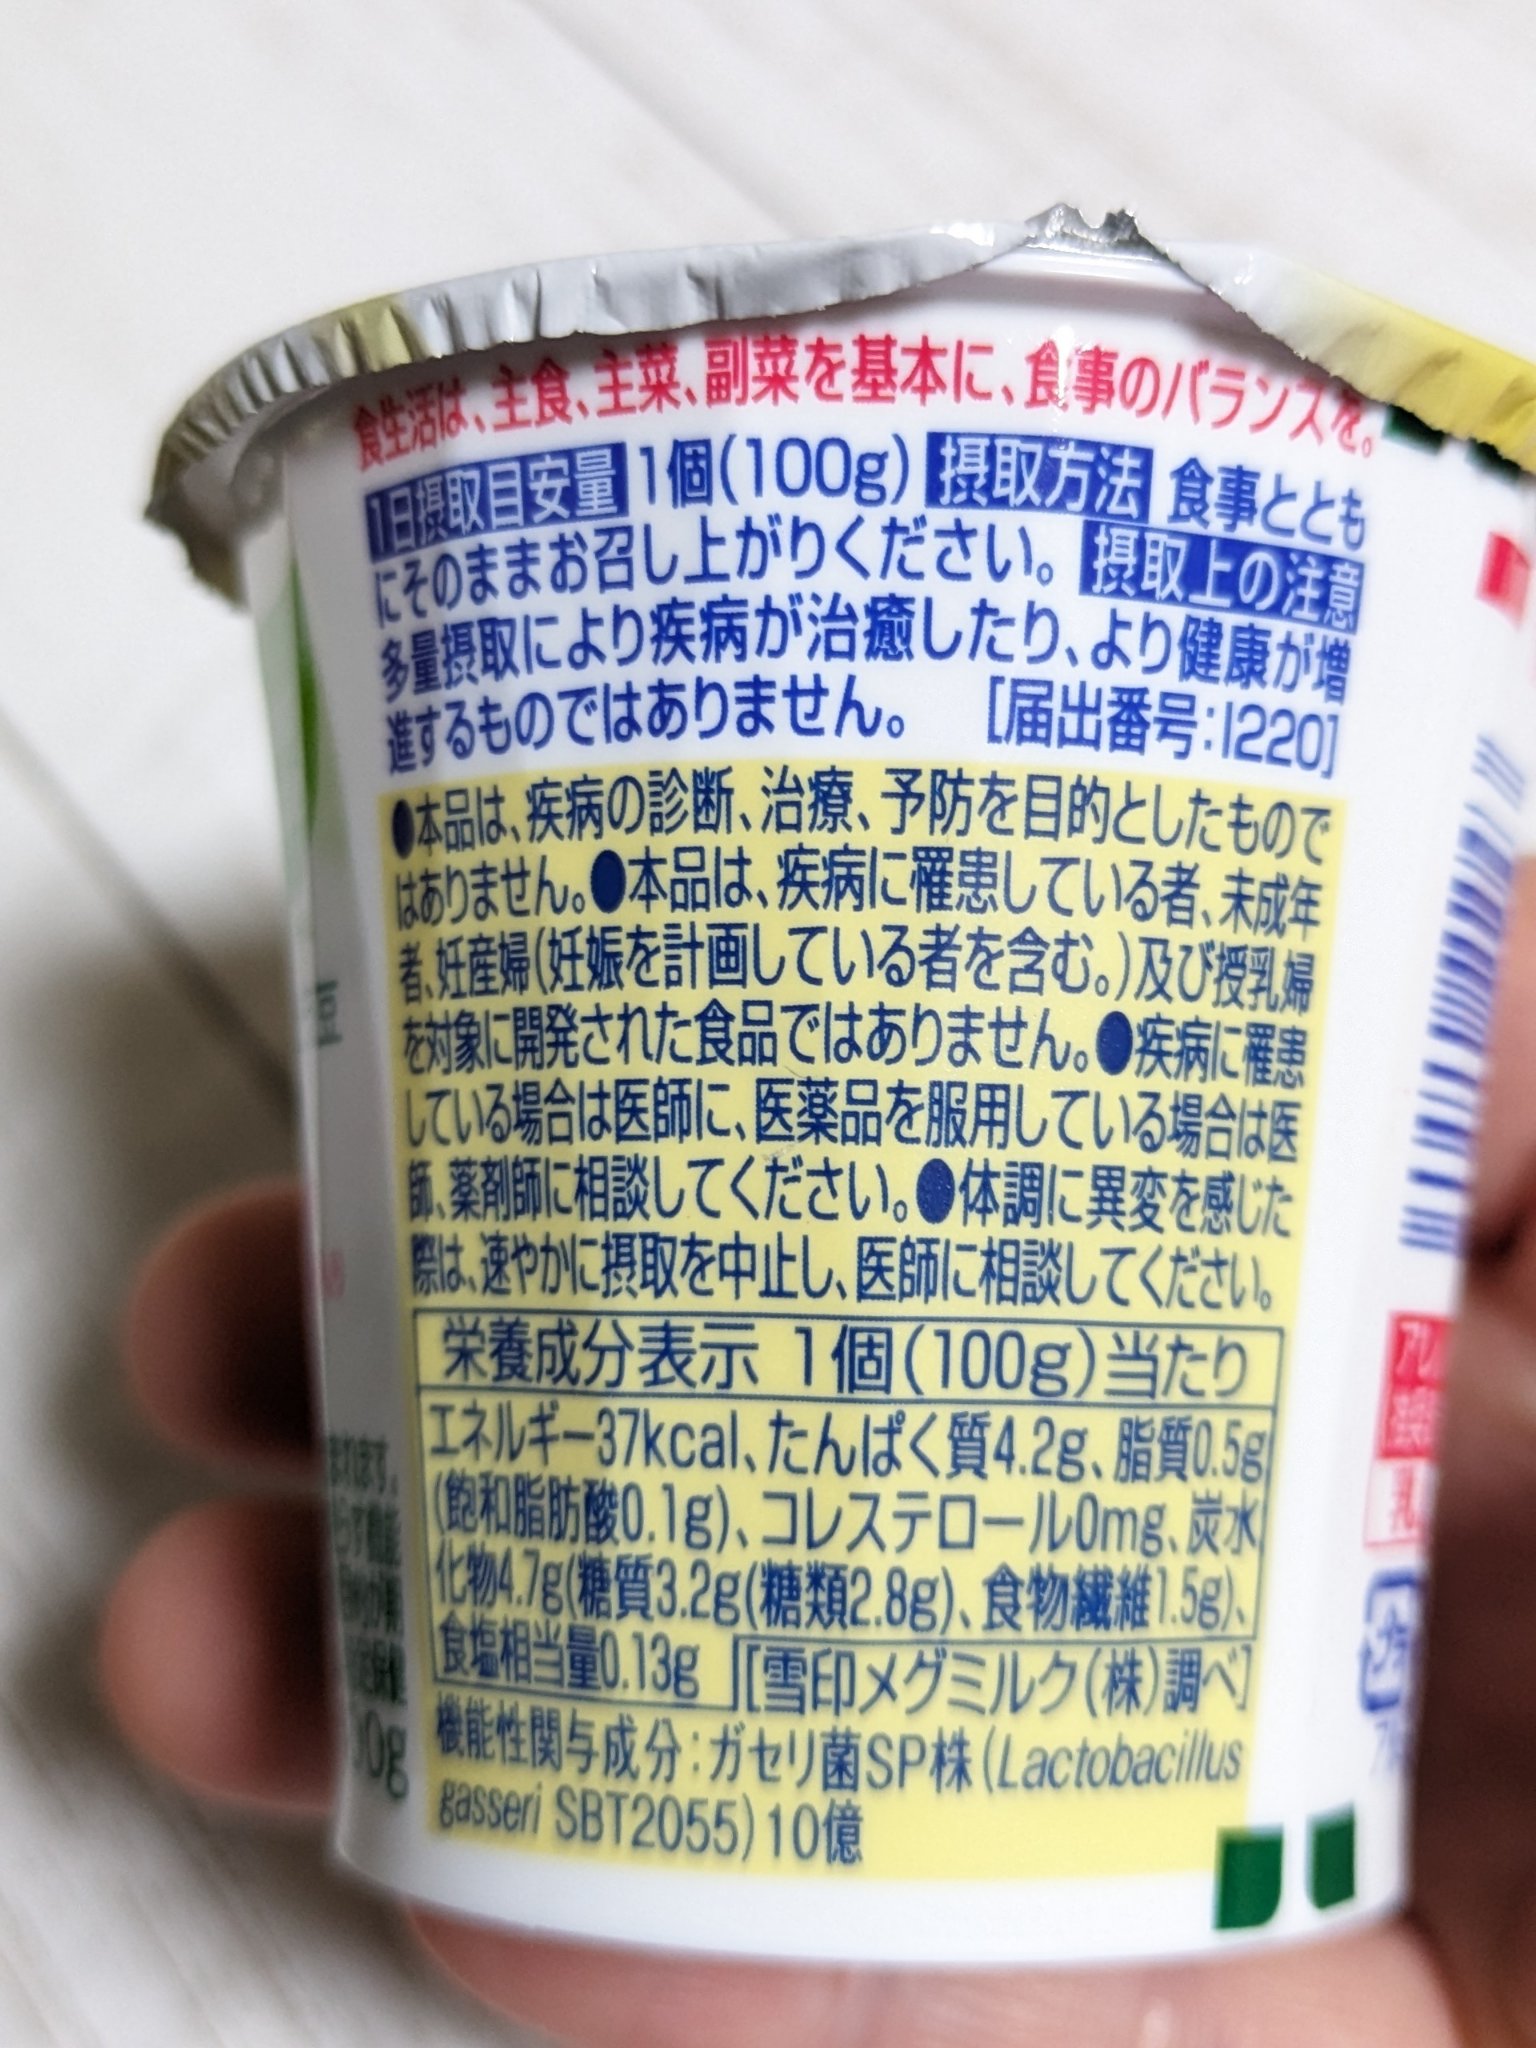 食生活は、主食、主菜、副菜を基本に、食事のバランスを。
1日摂取目安量 1個(100g) 摂取方法 食事ととも
にそのままお召し上がりください。 摂取上の注意
多量摂取により疾病が治癒したり、より健康が増
進するものではありません。 [届出番号:I220]
●本品は、疾病の診断、治療、予防を目的としたもので
はありません。●本品は、疾病に罹患している者、未成年
者、妊産婦(妊娠を計画している者を含む。)及び授乳婦
を対象に開発された食品ではありません。●疾病に罹患
している場合は医師に、医薬品を服用している場合は医
師、薬剤師に相談してください。●体調に異変を感じた
際は、速やかに摂取を中止し、医師に相談してください。
栄養成分表示 1個(100g)当たり
エネルギー37kcal、たんぱく質4.2g、脂質0.5g
(飽和脂肪酸0.1g)、コレステロール0mg、炭水
化物4.7g(糖質3.2g(糖類2.8g)、食物繊維1.5g)、
食塩相当量0.13g [雪印メグミルク(株)調べ]
機能性関与成分:ガセリ菌SP株(Lactobacillus
gasseri SBT2055)10億
乳